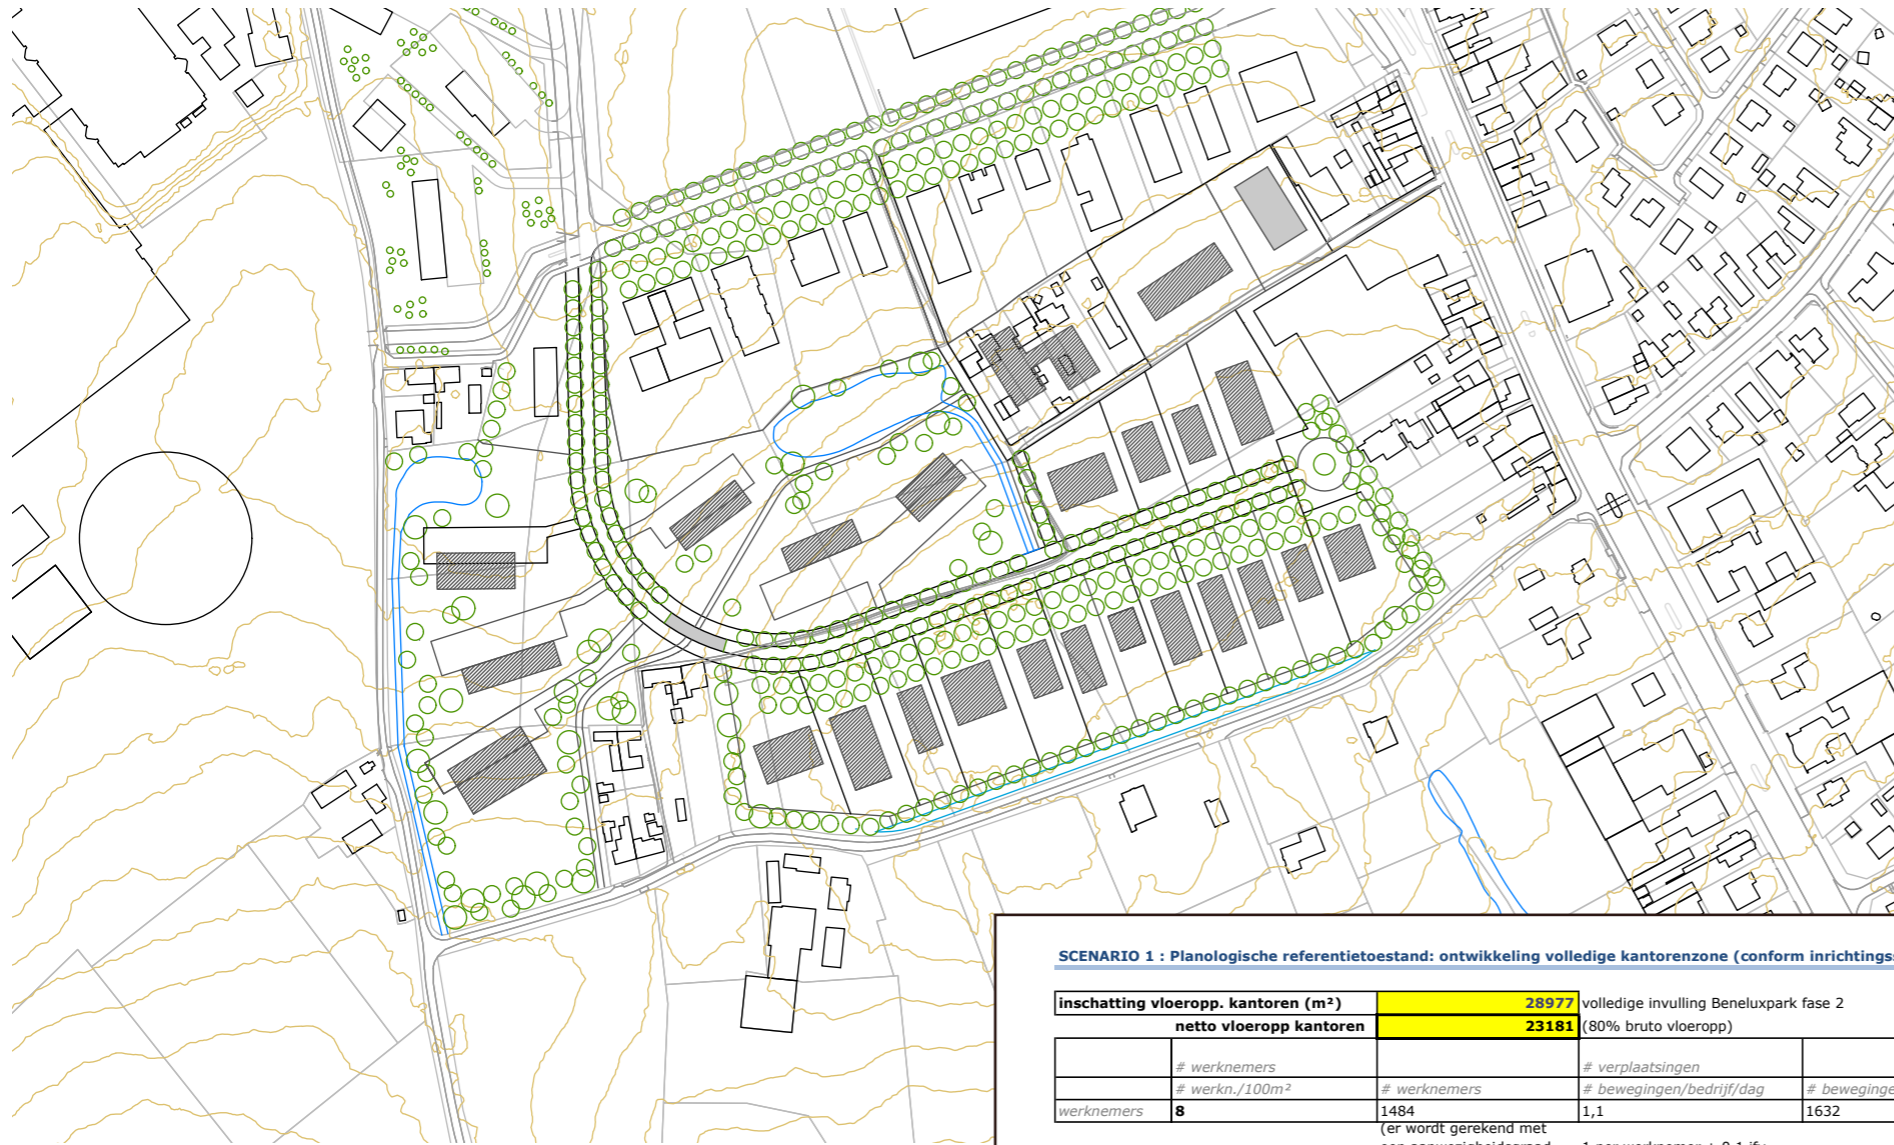 SCENARIO 1 : Planologische referentietoestand: ontwikkeling volledige kantorenzone (conform
inschatting vloeropp. kantoren (m²) 28977 volledige invulling Beneluxpark fase 2
netto vloeropp kantoren 23181 (80% bruto vloeropp)
# werknemers # verplaatsingen
# werkn./100m² # werknemers # bewegingen/bedrijf/dag #
werknemers 8 1484 1,1 1632
(er wordt gerekend met